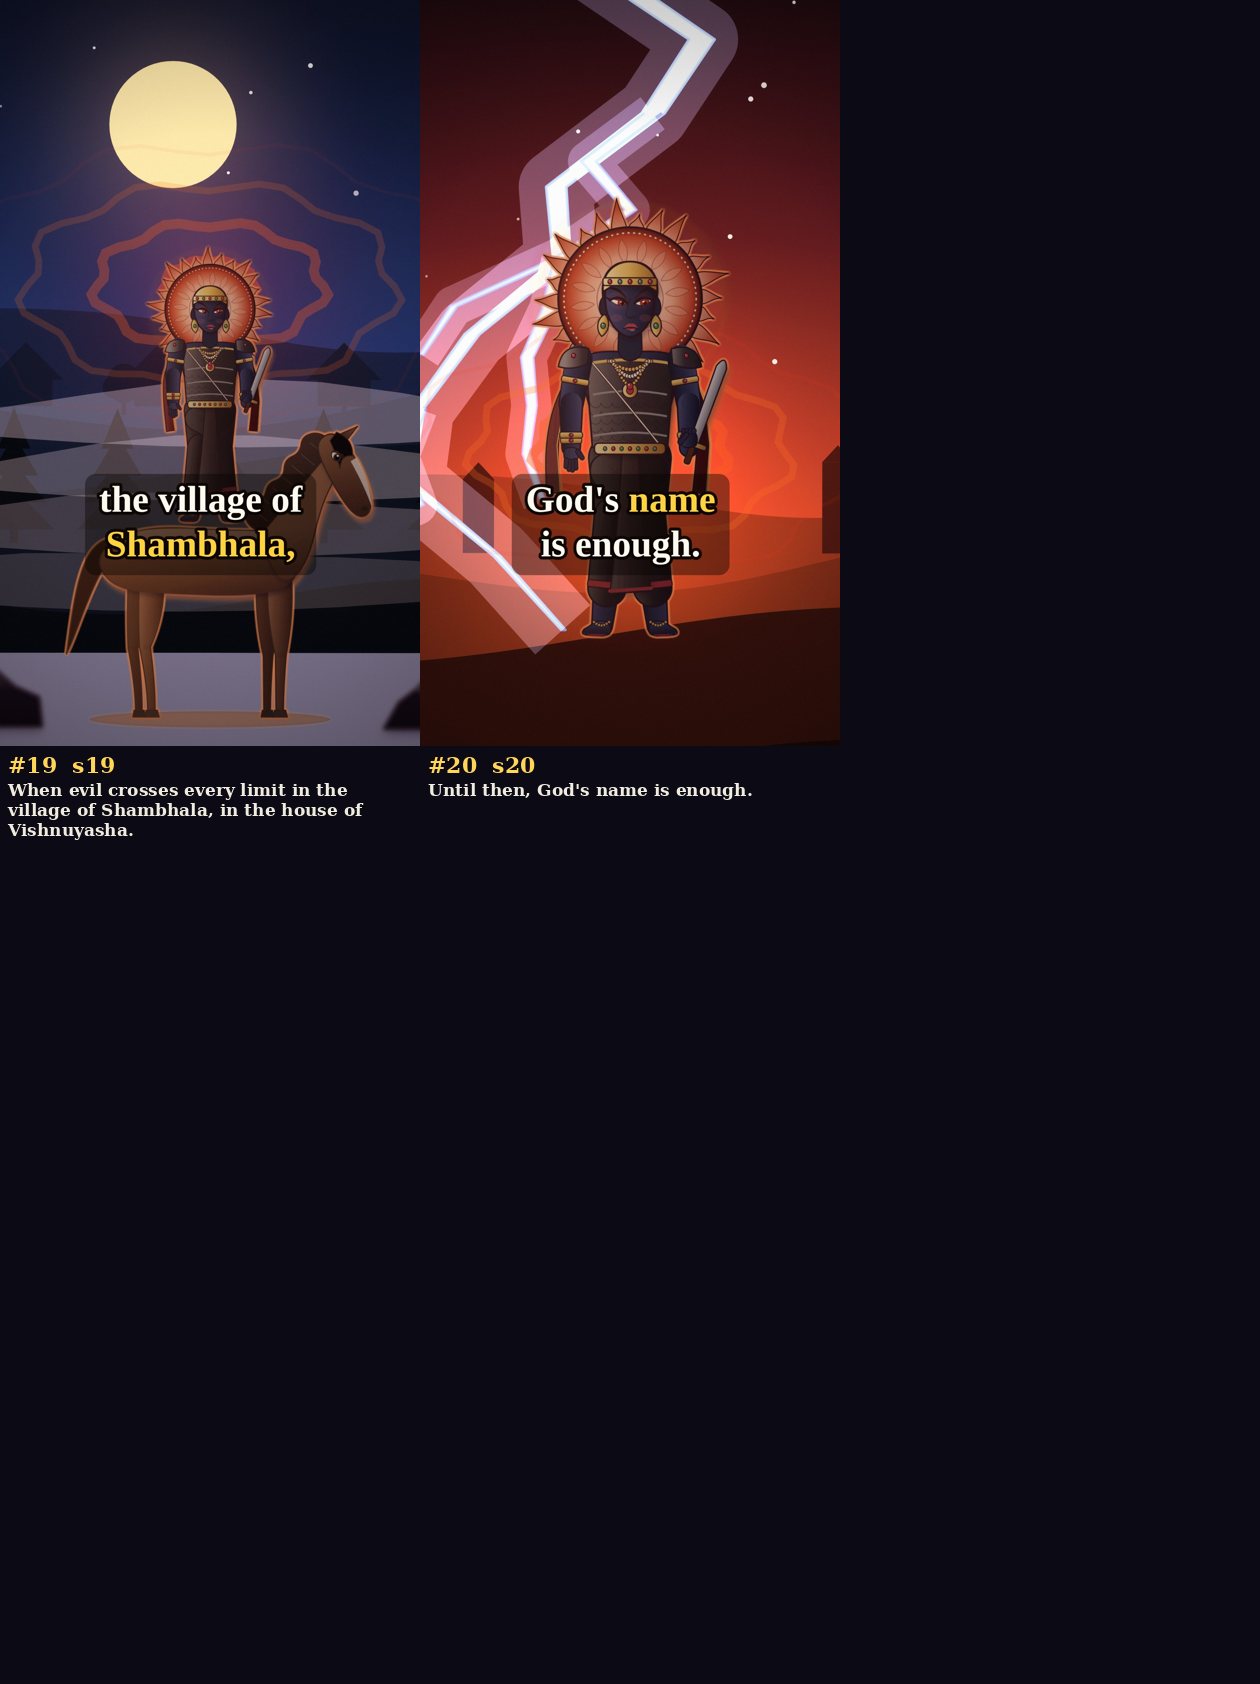 the village of
Shambhala,
#19 s19
When evil crosses every limit in the
village of Shambhala, in the house of
Vishnuyasha.
God's name
is enough.
#20 s20
Until then, God's name is enough.